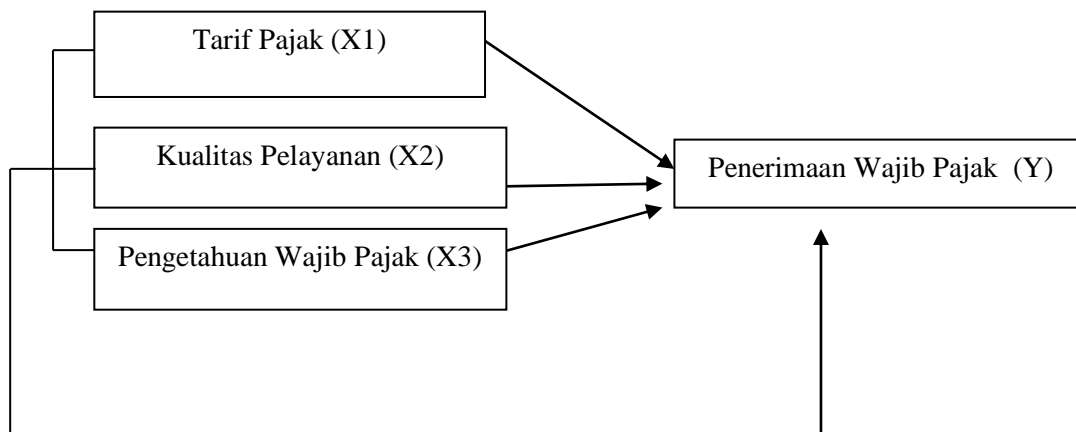 Tarif Pajak (X1)
Kualitas Pelayanan (X2)
Penerimaan Wajib Pajak (Y)
Pengetahuan Wajib Pajak (X3)